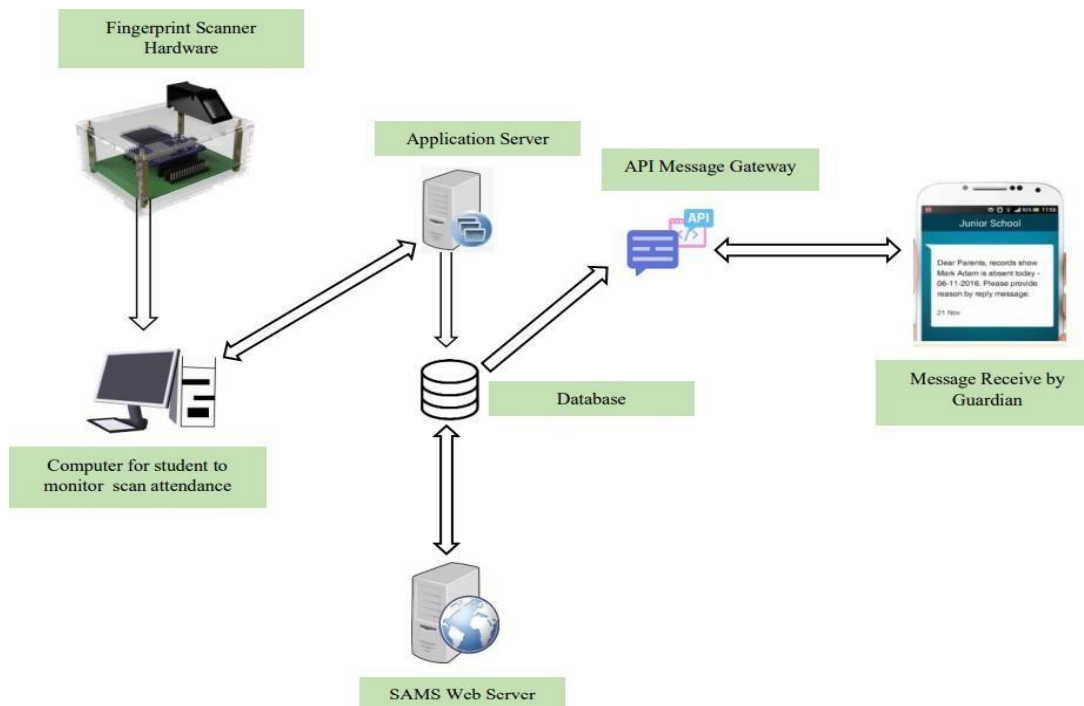 Fingerprint Scanner
Hardware
Application Server
API Message Gateway
API
</>
11:56
Junior School
Dear Parents, records show
Mark Adam is absent today -
06-11-2016. Please provide
reason by reply message.
21 Nov
Database
Message Receive by
Guardian
Computer for student to
monitor scan attendance
SAMS Web Server